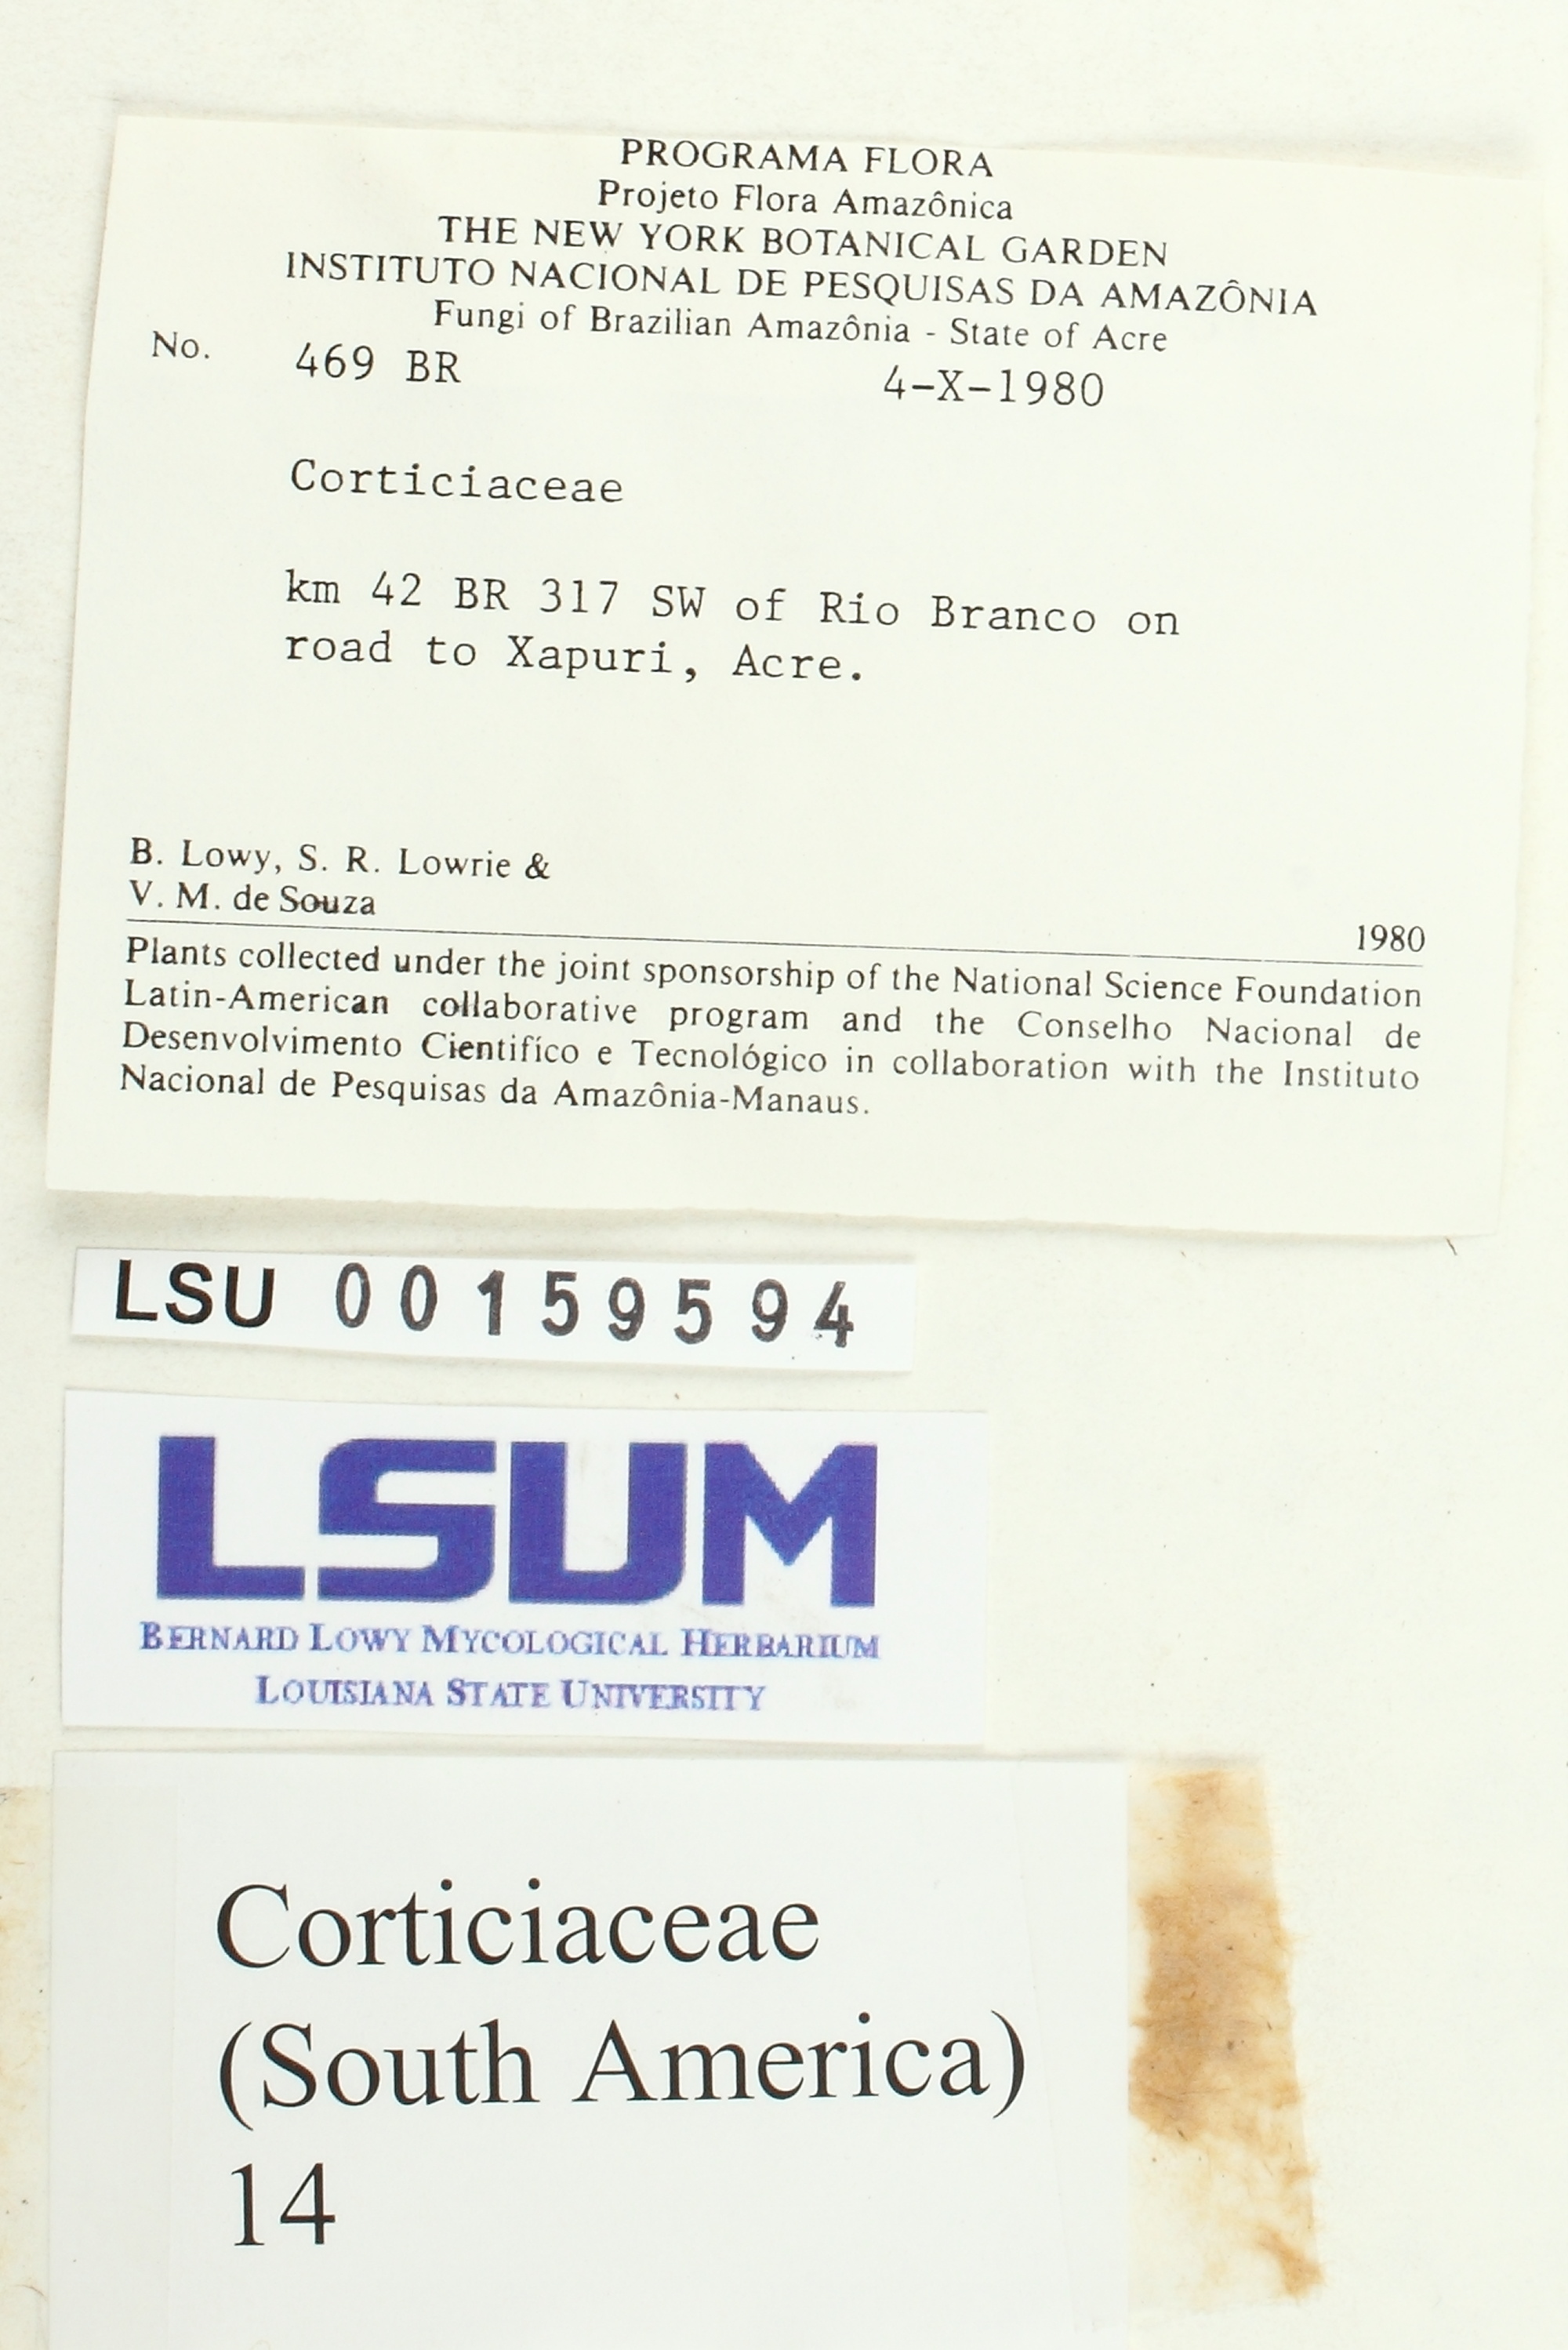 PROGRAMA FLORA
Projeto Flora Amazônica
THE NEW YORK BOTANICAL GARDEN
INSTITUTO NACIONAL DE PESQUISAS DA AMAZÔNIA
Fungi of Brazilian Amazônia - State of Acre
No. 469 BR 4-X-1980
Corticiaceae
km 42 BR 317 SW of Rio Branco on
road to Xapuri, Acre.
B. Lowy, S. R. Lowrie &
V. M. de Souza
1980
Plants collected under the joint sponsorship of the National Science Foundation
Latin-American collaborative program and the Conselho Nacional de
Desenvolvimento Cientifíco e Tecnológico in collaboration with the Instituto
Nacional de Pesquisas da Amazônia-Manaus.
LSU 00159594
LSUM
BERNARD LOWY MYCOLOGICAL HERBARIUM
LOUISIANA STATE UNIVERSITY
Corticiaceae
(South America)
14